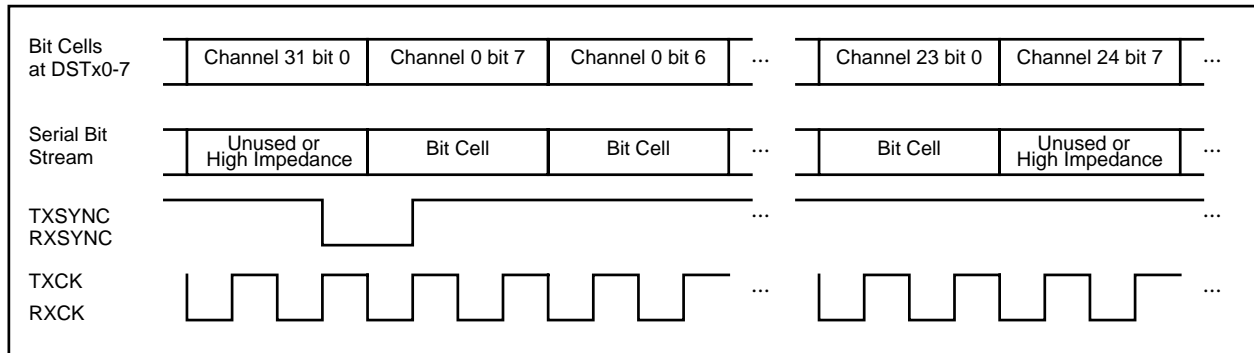 Bit Cells
at DSTx0-7
Channel 31 bit 0
Channel 0 bit 7
Channel 0 bit 6
...
Channel 23 bit 0
Channel 24 bit 7
...
Serial Bit
Stream
Unused or
High Impedance
Bit Cell
Bit Cell
...
Bit Cell
Unused or
High Impedance
...
TXSYNC
RXSYNC
...
...
TXCK
RXCK
...
...